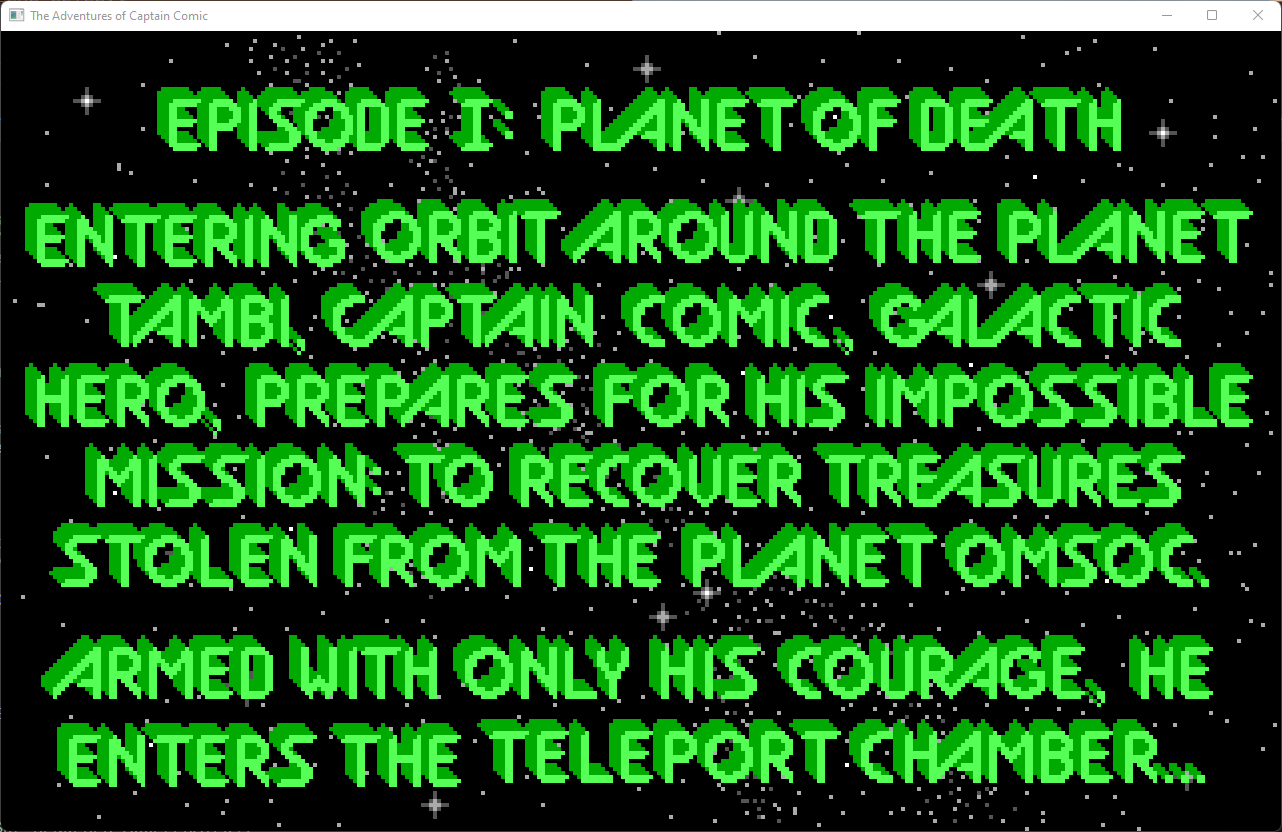 The Adventures of Captain Comic
EPISODE 1: PLANET OF DEATH
ENTERING ORBIT AROUND THE PLANET
TAMBI, CAPTAIN COMIC, GALACTIC
HERO, PREPARES FOR HIS IMPOSSIBLE
MISSION: TO RECOVER TREASURES
STOLEN FROM THE PLANET OMSOC.
ARMED WITH ONLY HIS COURAGE, HE
ENTERS THE TELEPORT CHAMBER...